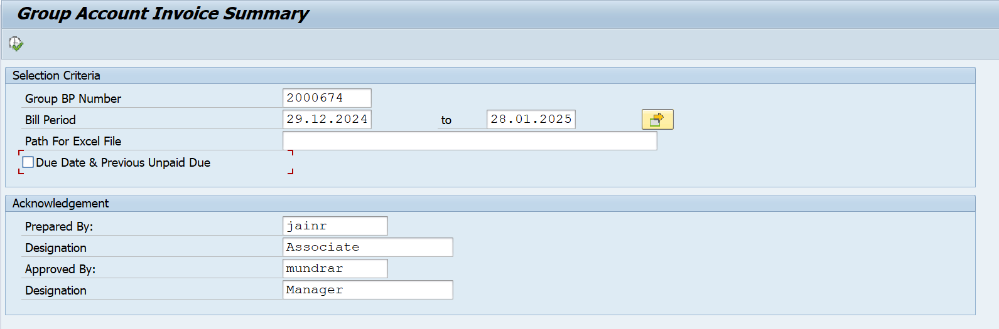 Group Account Invoice Summary
Selection Criteria
Group BP Number 2000674
Bill Period 29.12.2024 to 28.01.2025
Path For Excel File
Due Date & Previous Unpaid Due
Acknowledgement
Prepared By: jainr
Designation Associate
Approved By: mundrar
Designation Manager